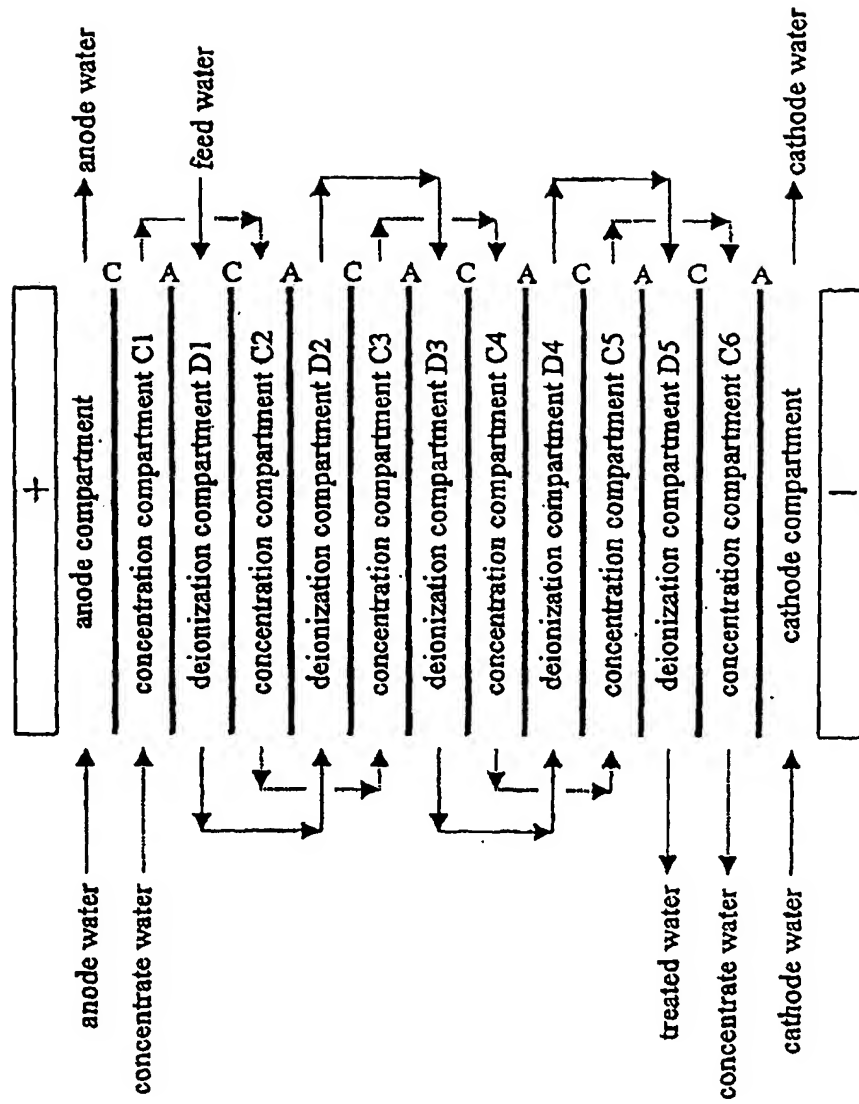 +
anode water
anode compartment
anode water
C
concentrate water
concentration compartment C1
A
deionization compartment D1
feed water
C
concentration compartment C2
A
deionization compartment D2
C
concentration compartment C3
A
deionization compartment D3
C
concentration compartment C4
A
deionization compartment D4
C
concentration compartment C5
A
treated water
deionization compartment D5
C
concentrate water
concentration compartment C6
A
cathode water
cathode compartment
cathode water
−